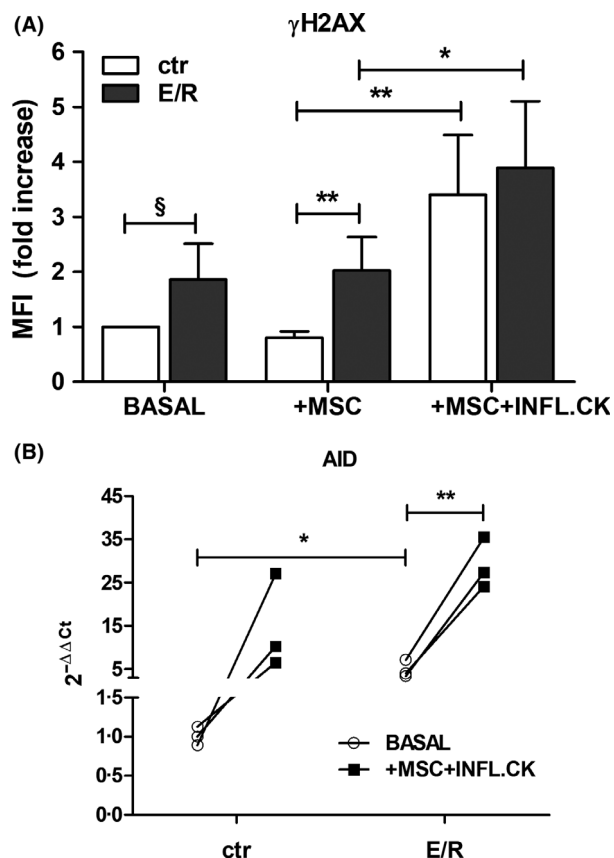 (A)
γH2AX
ctr
E/R
MFI (fold increase)
6
5
4
3
2
1
0
§
**
**
*
BASAL
+MSC
+MSC+INFL.CK
(B)
AID
2^−ΔΔCt
45
35
25
15
5
1·5
1·0
0·5
0·0
*
**
BASAL
+MSC+INFL.CK
ctr
E/R